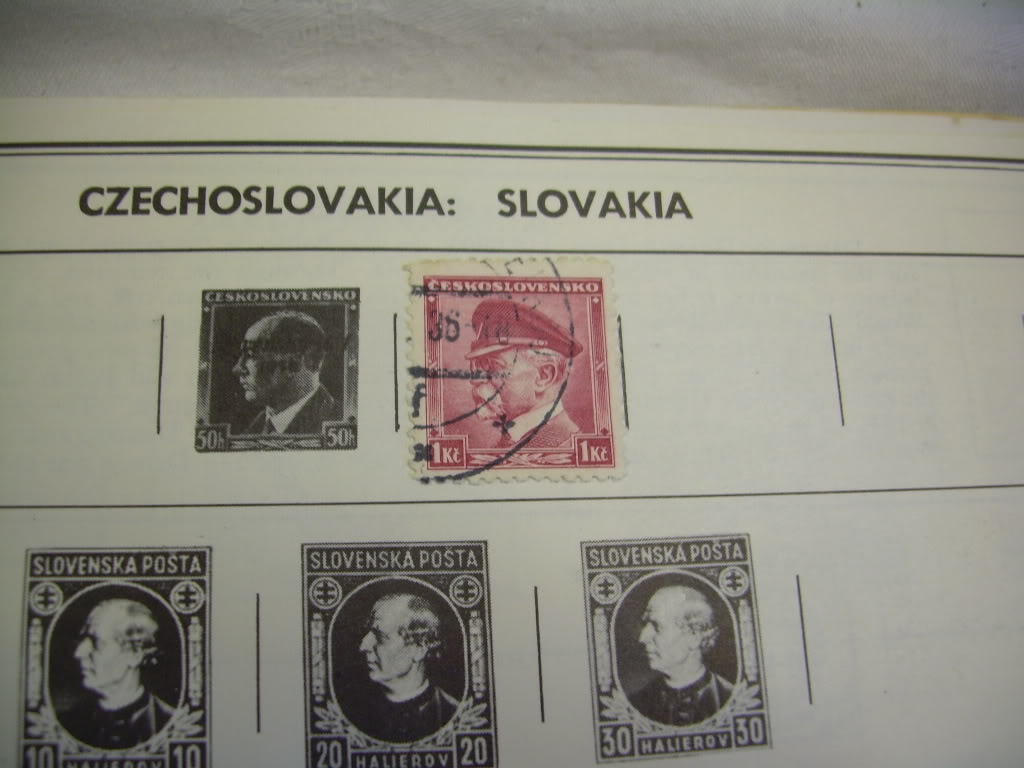 CZECHOSLOVAKIA: SLOVAKIA
ČESKOSLOVENSKO
50h 50h
ČESKOSLOVENSKO
36
1Kč 1Kč
SLOVENSKÁ POŠTA
10 HALIEROV 10
SLOVENSKÁ POŠTA
20 HALIEROV 20
SLOVENSKÁ POŠTA
30 HALIEROV 30